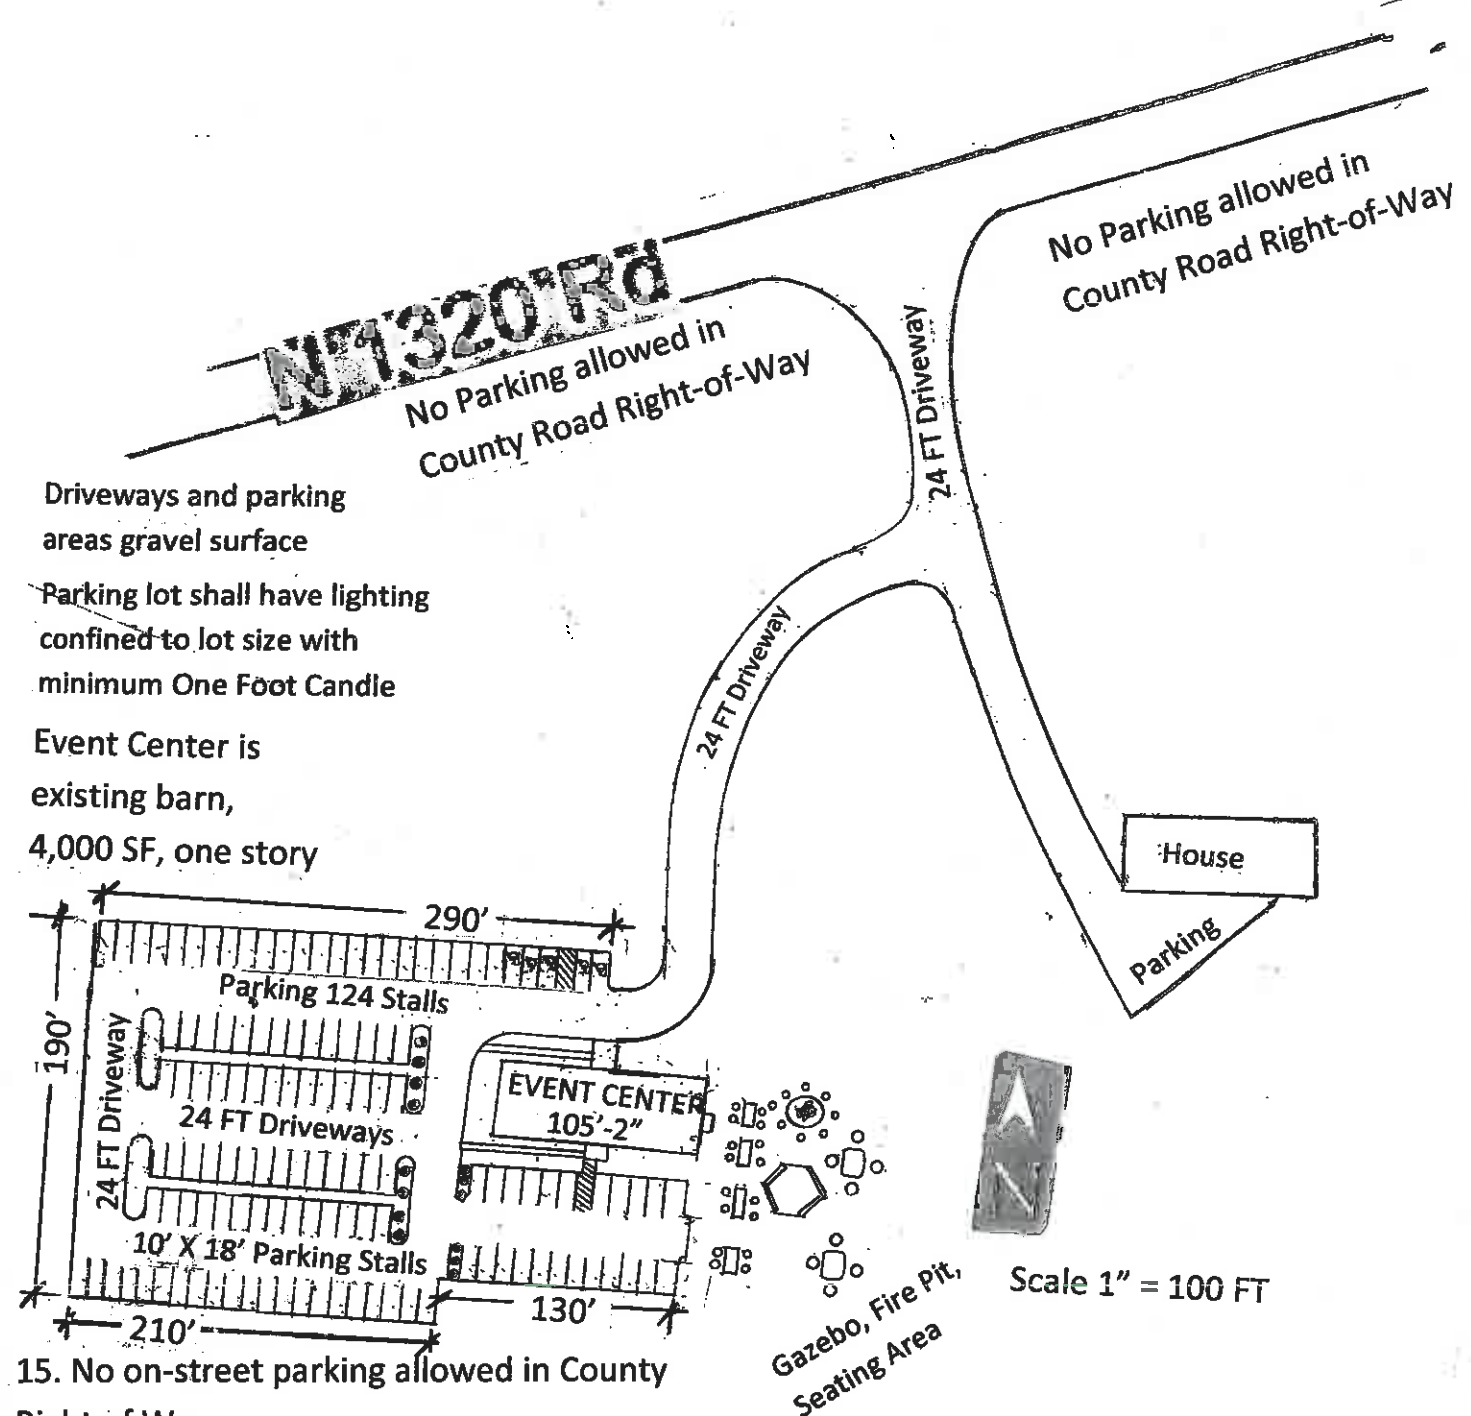 N 1320 Rd
No Parking allowed in
County Road Right-of-Way
No Parking allowed in
County Road Right-of-Way
24 FT Driveway
Driveways and parking
areas gravel surface
Parking lot shall have lighting
confined to lot size with
minimum One Foot Candle
24 FT Driveway
Event Center is
existing barn,
4,000 SF, one story
House
Parking
290'
190'
Parking 124 Stalls
24 FT Driveway
24 FT Driveways
EVENT CENTER
105'-2"
10' X 18' Parking Stalls
N
130'
210'
Scale 1" = 100 FT
Gazebo, Fire Pit,
Seating Area
15. No on-street parking allowed in County